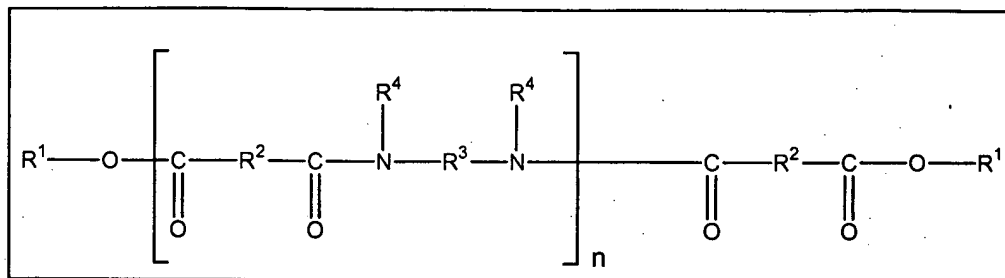 R⁴ R⁴
R¹ O C R² C N R³ N C R² C O R¹
O O O O
n